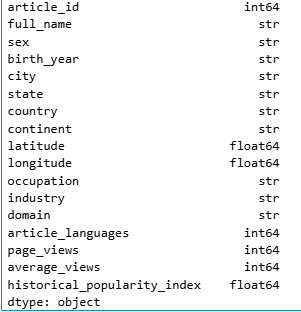 article_id int64
full_name str
sex str
birth_year str
city str
state str
country str
continent str
latitude float64
longitude float64
occupation str
industry str
domain str
article_languages int64
page_views int64
average_views int64
historical_popularity_index float64
dtype: object